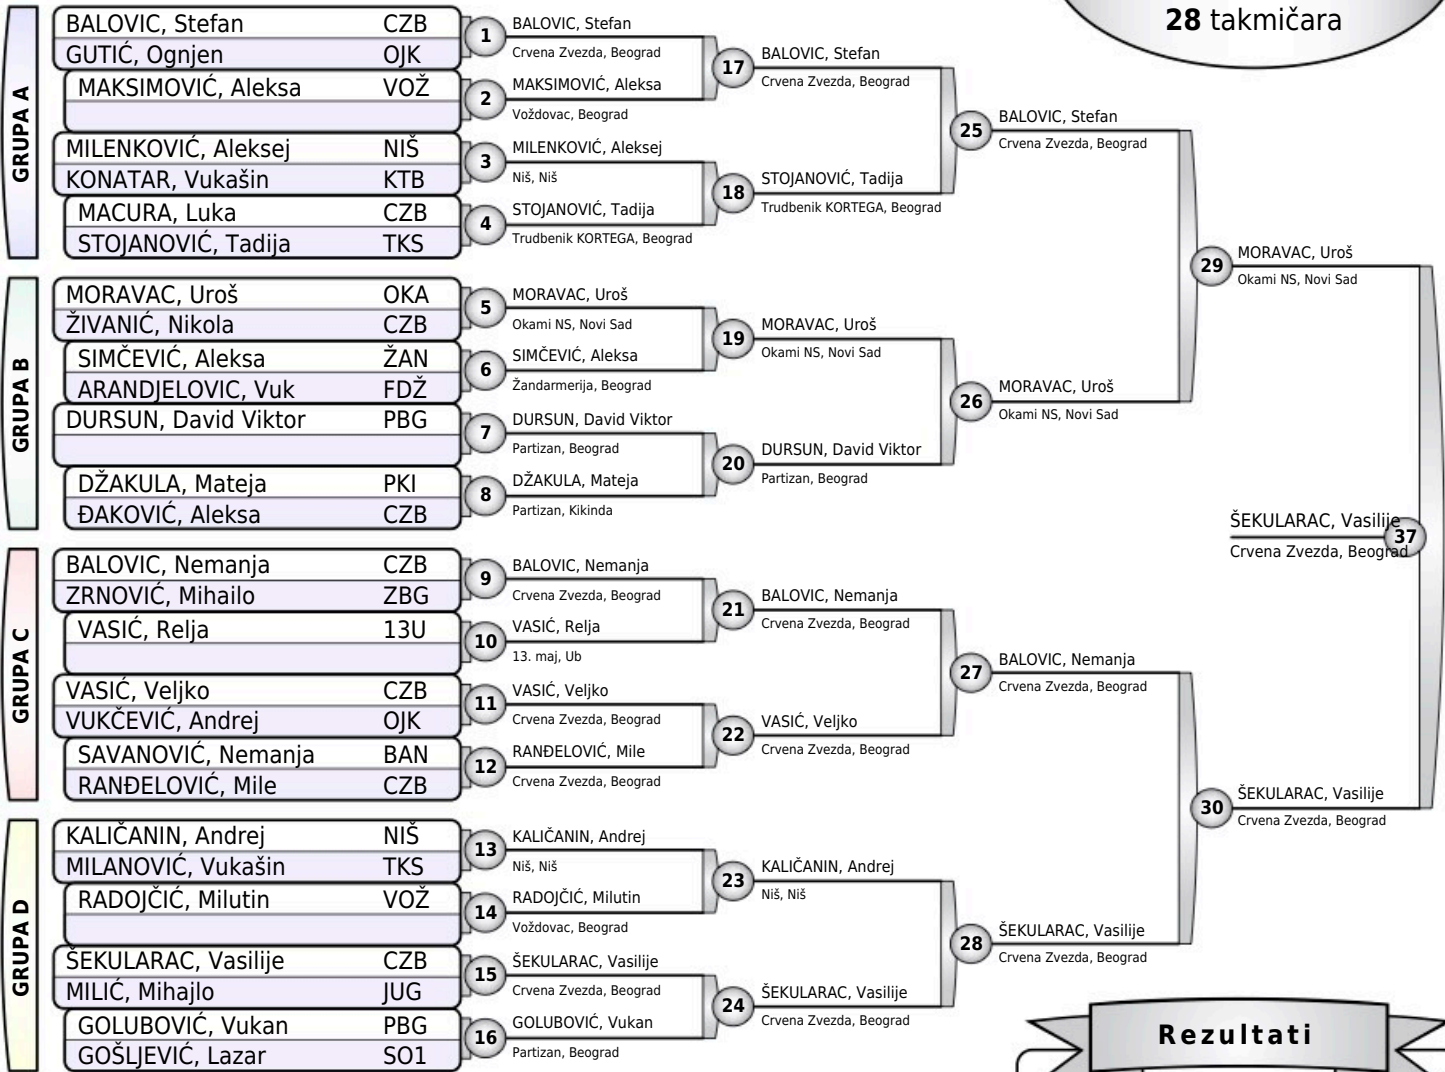 28 takmičara
GRUPA A
BALOVIC, Stefan CZB
GUTIĆ, Ognjen OJK
MAKSIMOVIĆ, Aleksa VOŽ
MILENKOVIĆ, Aleksej NIŠ
KONATAR, Vukašin KTB
MACURA, Luka CZB
STOJANOVIĆ, Tadija TKS
GRUPA B
MORAVAC, Uroš OKA
ŽIVANIĆ, Nikola CZB
SIMČEVIĆ, Aleksa ŽAN
ARANDJELOVIC, Vuk FDŽ
DURSUN, David Viktor PBG
DŽAKULA, Mateja PKI
ĐAKOVIĆ, Aleksa CZB
GRUPA C
BALOVIC, Nemanja CZB
ZRNOVIĆ, Mihailo ZBG
VASIĆ, Relja 13U
VASIĆ, Veljko CZB
VUKČEVIĆ, Andrej OJK
SAVANOVIĆ, Nemanja BAN
RANĐELOVIĆ, Mile CZB
GRUPA D
KALIČANIN, Andrej NIŠ
MILANOVIĆ, Vukašin TKS
RADOJČIĆ, Milutin VOŽ
ŠEKULARAC, Vasilije CZB
MILIĆ, Mihajlo JUG
GOLUBOVIĆ, Vukan PBG
GOŠLJEVIĆ, Lazar SO1
1 BALOVIC, Stefan
Crvena Zvezda, Beograd
2 MAKSIMOVIĆ, Aleksa
Voždovac, Beograd
3 MILENKOVIĆ, Aleksej
Niš, Niš
4 STOJANOVIĆ, Tadija
Trudbenik KORTEGA, Beograd
5 MORAVAC, Uroš
Okami NS, Novi Sad
6 SIMČEVIĆ, Aleksa
Žandarmerija, Beograd
7 DURSUN, David Viktor
Partizan, Beograd
8 DŽAKULA, Mateja
Partizan, Kikinda
9 BALOVIC, Nemanja
Crvena Zvezda, Beograd
10 VASIĆ, Relja
13. maj, Ub
11 VASIĆ, Veljko
Crvena Zvezda, Beograd
12 RANĐELOVIĆ, Mile
Crvena Zvezda, Beograd
13 KALIČANIN, Andrej
Niš, Niš
14 RADOJČIĆ, Milutin
Voždovac, Beograd
15 ŠEKULARAC, Vasilije
Crvena Zvezda, Beograd
16 GOLUBOVIĆ, Vukan
Partizan, Beograd
17 BALOVIC, Stefan
Crvena Zvezda, Beograd
18 STOJANOVIĆ, Tadija
Trudbenik KORTEGA, Beograd
19 MORAVAC, Uroš
Okami NS, Novi Sad
20 DURSUN, David Viktor
Partizan, Beograd
21 BALOVIC, Nemanja
Crvena Zvezda, Beograd
22 VASIĆ, Veljko
Crvena Zvezda, Beograd
23 KALIČANIN, Andrej
Niš, Niš
24 ŠEKULARAC, Vasilije
Crvena Zvezda, Beograd
25 BALOVIC, Stefan
Crvena Zvezda, Beograd
26 MORAVAC, Uroš
Okami NS, Novi Sad
27 BALOVIC, Nemanja
Crvena Zvezda, Beograd
28 ŠEKULARAC, Vasilije
Crvena Zvezda, Beograd
29 MORAVAC, Uroš
Okami NS, Novi Sad
30 ŠEKULARAC, Vasilije
Crvena Zvezda, Beograd
ŠEKULARAC, Vasilije 37
Crvena Zvezda, Beograd
Rezultati